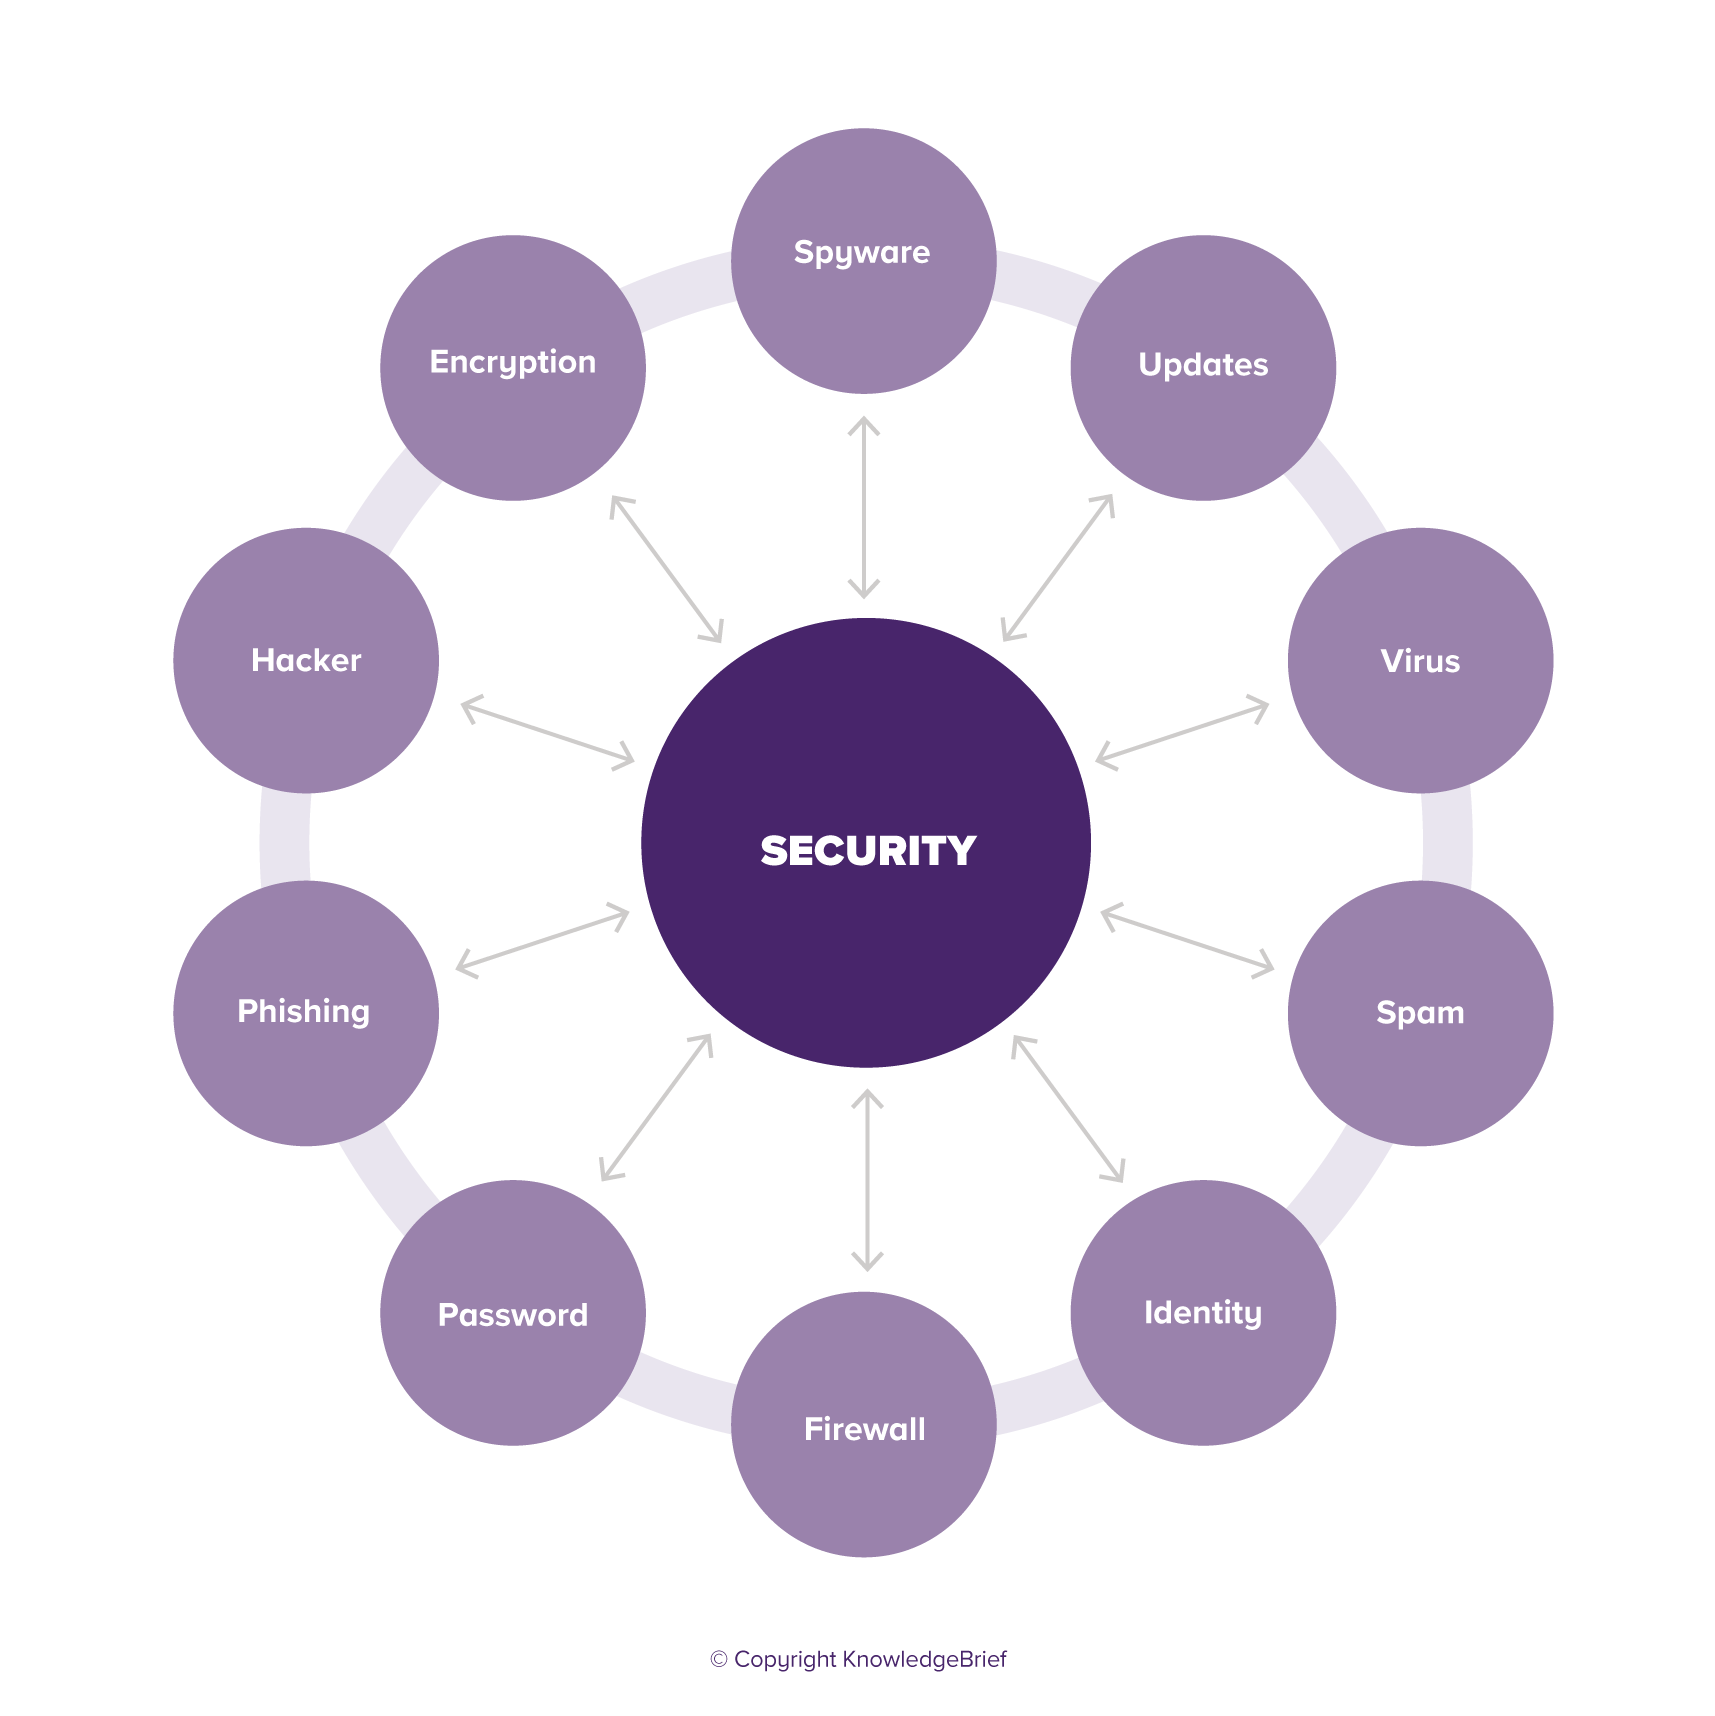 Spyware
Encryption
Updates
Hacker
Virus
SECURITY
Phishing
Spam
Password
Identity
Firewall
© Copyright KnowledgeBrief